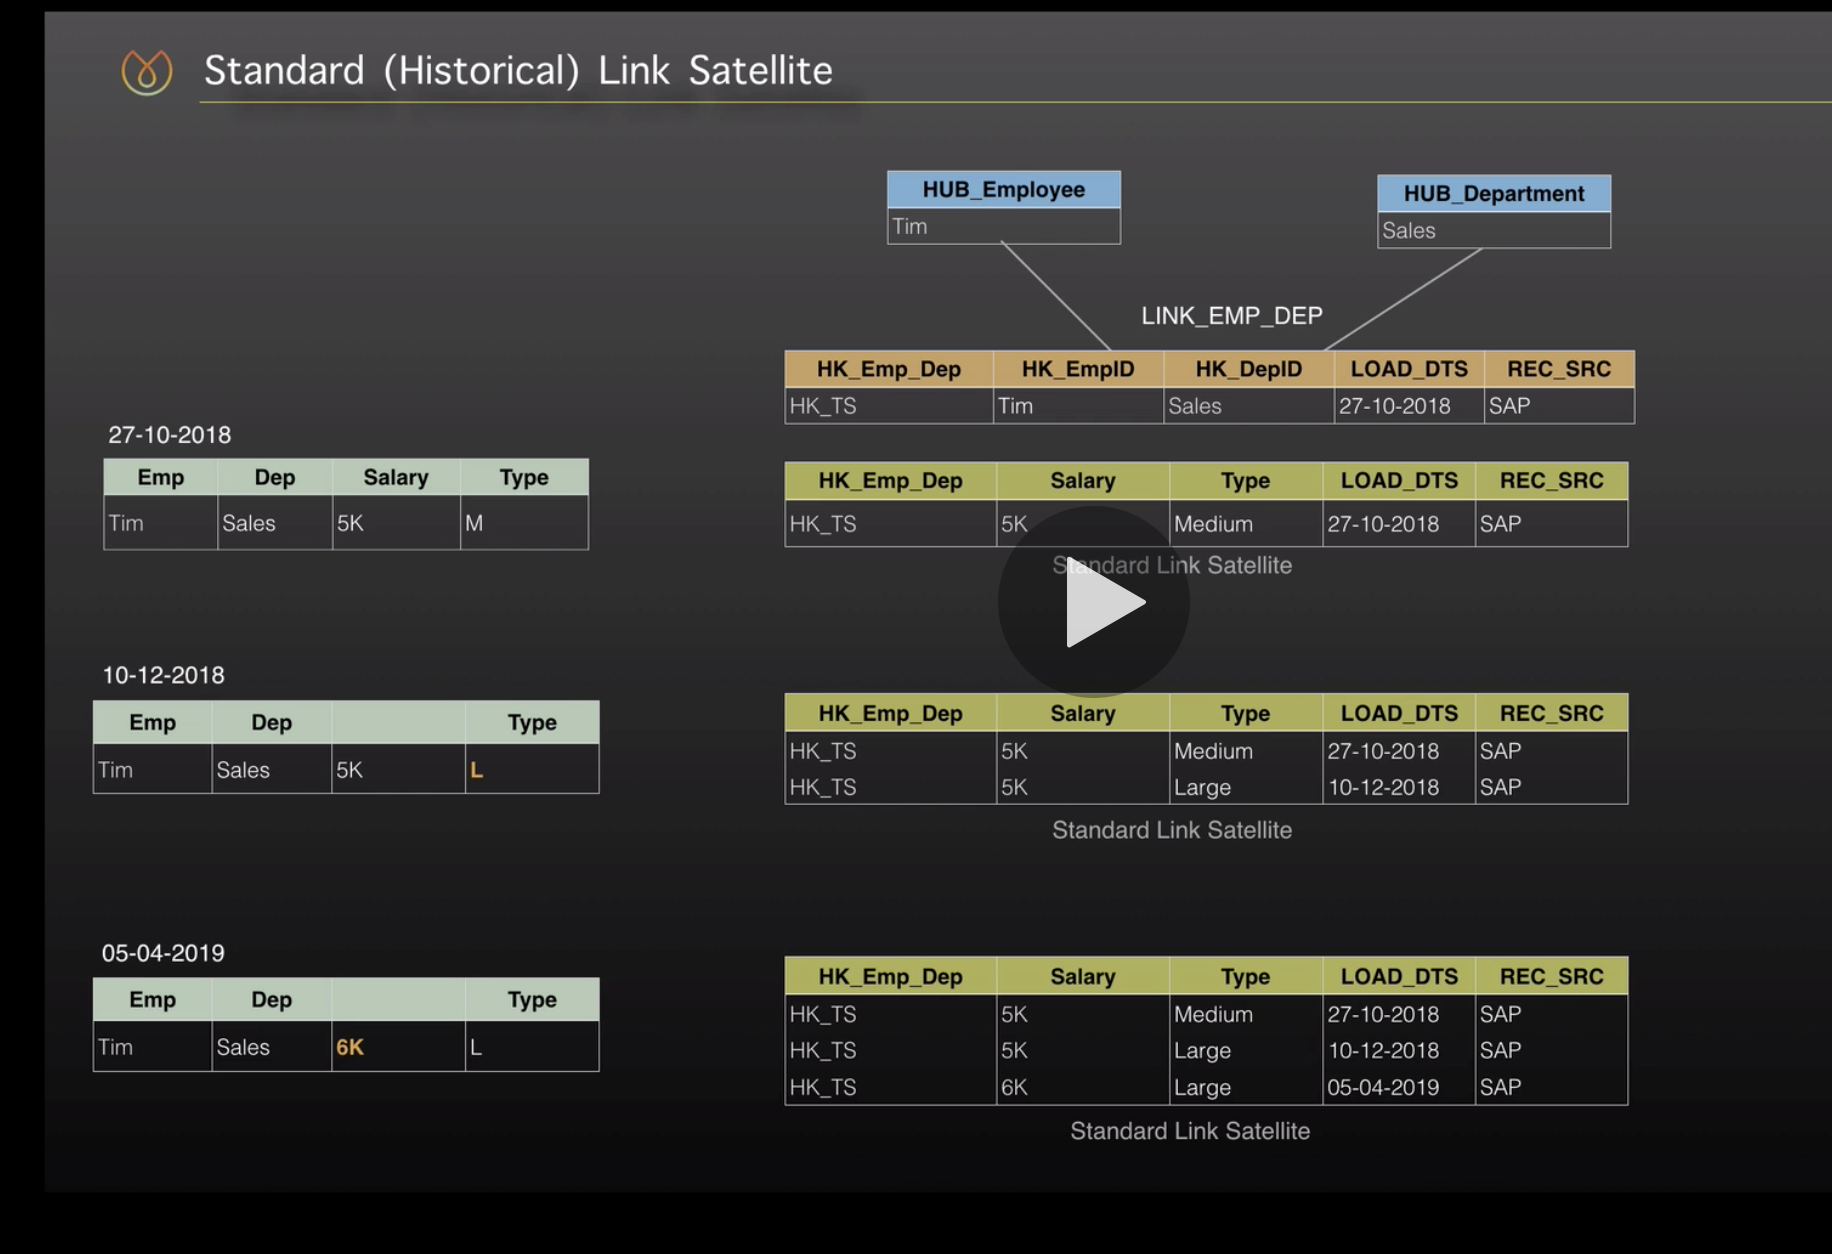 Standard (Historical) Link Satellite
HUB_Employee
Tim
HUB_Department
Sales
LINK_EMP_DEP
HK_Emp_Dep HK_EmpID HK_DepID LOAD_DTS REC_SRC
HK_TS Tim Sales 27-10-2018 SAP
27-10-2018
Emp Dep Salary Type
Tim Sales 5K M
HK_Emp_Dep Salary Type LOAD_DTS REC_SRC
HK_TS 5K Medium 27-10-2018 SAP
Standard Link Satellite
10-12-2018
Emp Dep Type
Tim Sales 5K L
HK_Emp_Dep Salary Type LOAD_DTS REC_SRC
HK_TS 5K Medium 27-10-2018 SAP
HK_TS 5K Large 10-12-2018 SAP
Standard Link Satellite
05-04-2019
Emp Dep Type
Tim Sales 6K L
HK_Emp_Dep Salary Type LOAD_DTS REC_SRC
HK_TS 5K Medium 27-10-2018 SAP
HK_TS 5K Large 10-12-2018 SAP
HK_TS 6K Large 05-04-2019 SAP
Standard Link Satellite